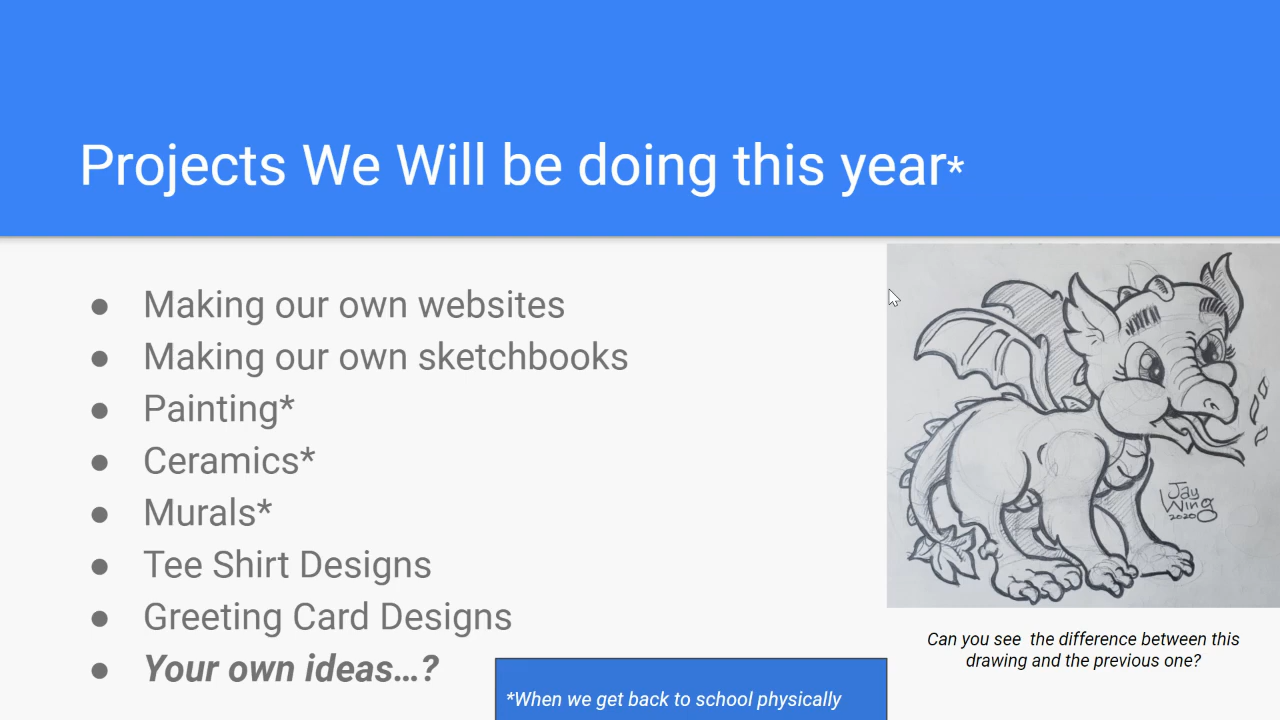 Projects We Will be doing this year*
● Making our own websites
● Making our own sketchbooks
● Painting*
● Ceramics*
● Murals*
● Tee Shirt Designs
● Greeting Card Designs
● Your own ideas...?
Jay
Wing
2020
Can you see the difference between this
drawing and the previous one?
*When we get back to school physically